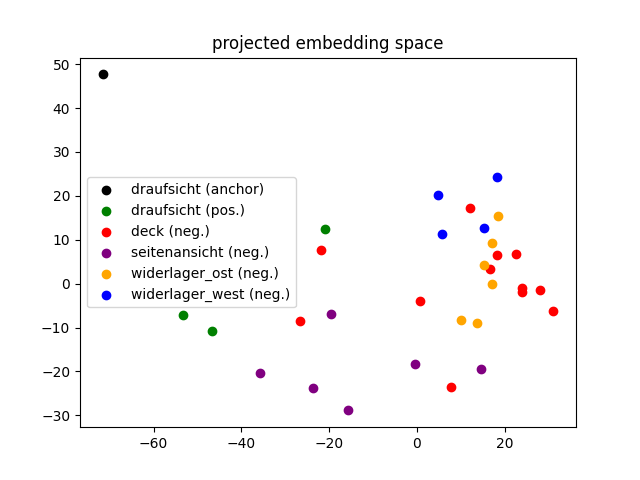 projected embedding space
50
40
30
20
10
0
−10
−20
−30
draufsicht (anchor)
draufsicht (pos.)
deck (neg.)
seitenansicht (neg.)
widerlager_ost (neg.)
widerlager_west (neg.)
−60 −40 −20 0 20